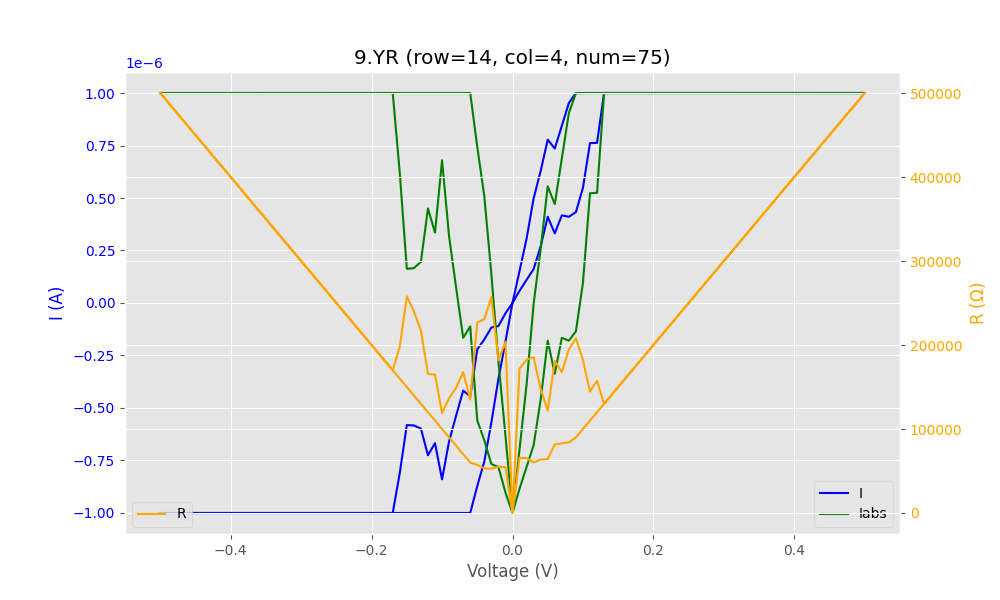 9.YR (row=14, col=4, num=75)
1e−6
1.00
0.75
0.50
0.25
0.00
−0.25
−0.50
−0.75
−1.00
I (A)
500000
400000
300000
200000
100000
0
R (Ω)
R
I
Iabs
−0.4
−0.2
0.0
0.2
0.4
Voltage (V)